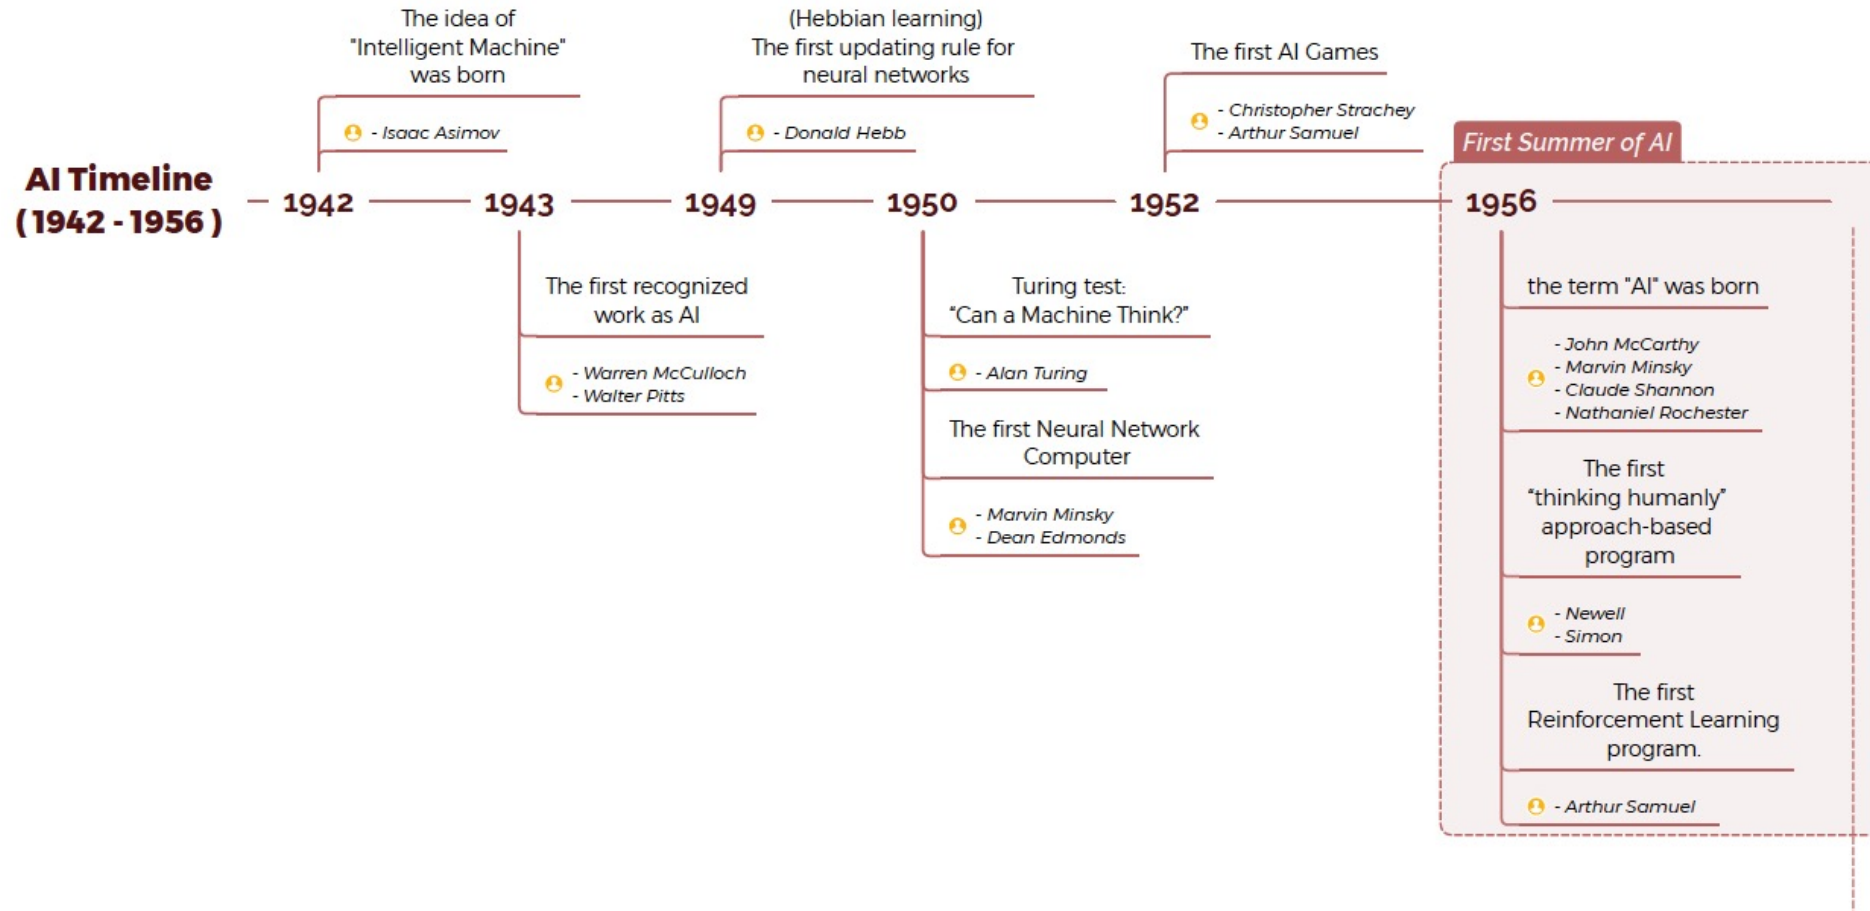 AI Timeline
( 1942 - 1956 )
The idea of
"Intelligent Machine"
was born
- Isaac Asimov
1942
1943
The first recognized
work as AI
- Warren McCulloch
- Walter Pitts
(Hebbian learning)
The first updating rule for
neural networks
- Donald Hebb
1949
1950
Turing test:
“Can a Machine Think?”
- Alan Turing
The first Neural Network
Computer
- Marvin Minsky
- Dean Edmonds
The first AI Games
- Christopher Strachey
- Arthur Samuel
1952
First Summer of AI
1956
the term "AI" was born
- John McCarthy
- Marvin Minsky
- Claude Shannon
- Nathaniel Rochester
The first
“thinking humanly”
approach-based
program
- Newell
- Simon
The first
Reinforcement Learning
program.
- Arthur Samuel